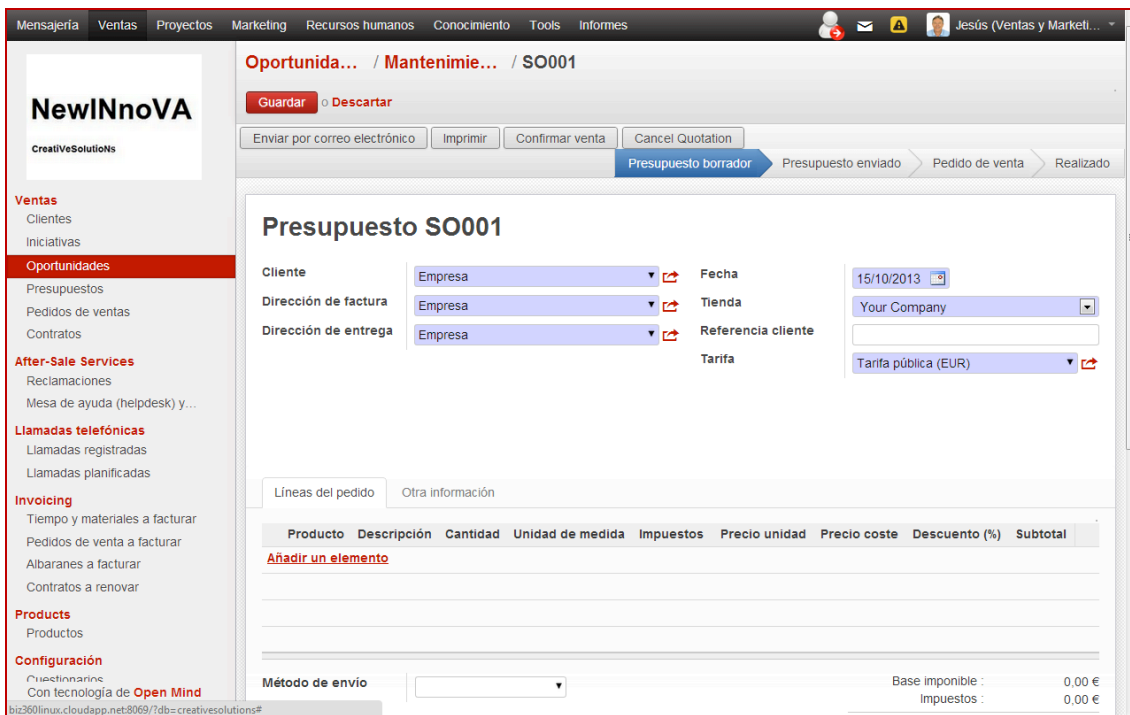 Mensajería Ventas Proyectos Marketing Recursos humanos Conocimiento Tools Informes Jesús (Ventas y Marketi...
NewINnoVA
CreatiVeSolutioNs
Ventas
Clientes
Iniciativas
Oportunidades
Presupuestos
Pedidos de ventas
Contratos
After-Sale Services
Reclamaciones
Mesa de ayuda (helpdesk) y...
Llamadas telefónicas
Llamadas registradas
Llamadas planificadas
Invoicing
Tiempo y materiales a facturar
Pedidos de venta a facturar
Albaranes a facturar
Contratos a renovar
Products
Productos
Configuración
Cuestionarios
Con tecnología de Open Mind
biz360linux.cloudapp.net:8069/?db=creativesolutions#
Oportunida... / Mantenimie... / SO001
Guardar o Descartar
Enviar por correo electrónico Imprimir Confirmar venta Cancel Quotation
Presupuesto borrador Presupuesto enviado Pedido de venta Realizado
Presupuesto SO001
Cliente Empresa Fecha 15/10/2013
Dirección de factura Empresa Tienda Your Company
Dirección de entrega Empresa Referencia cliente
Tarifa Tarifa pública (EUR)
Líneas del pedido Otra información
Producto Descripción Cantidad Unidad de medida Impuestos Precio unidad Precio coste Descuento (%) Subtotal
Añadir un elemento
Método de envío Base imponible : 0,00 €
Impuestos : 0,00 €